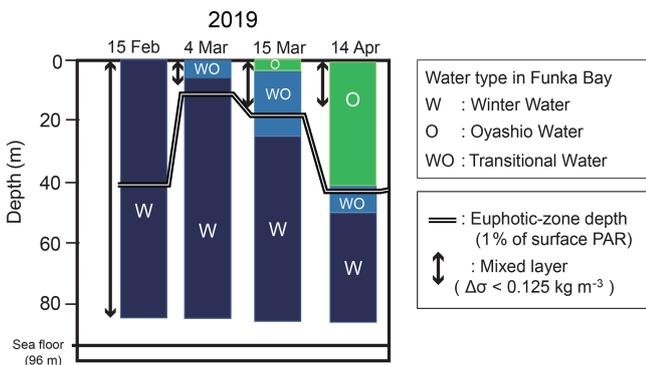 2019
15 Feb 4 Mar 15 Mar 14 Apr
Depth (m)
0
20
40
60
80
Sea floor
(96 m)
W
WO
W
O
WO
W
O
WO
W
Water type in Funka Bay
W : Winter Water
O : Oyashio Water
WO : Transitional Water
: Euphotic-zone depth
(1% of surface PAR)
: Mixed layer
( Δσ < 0.125 kg m⁻³ )